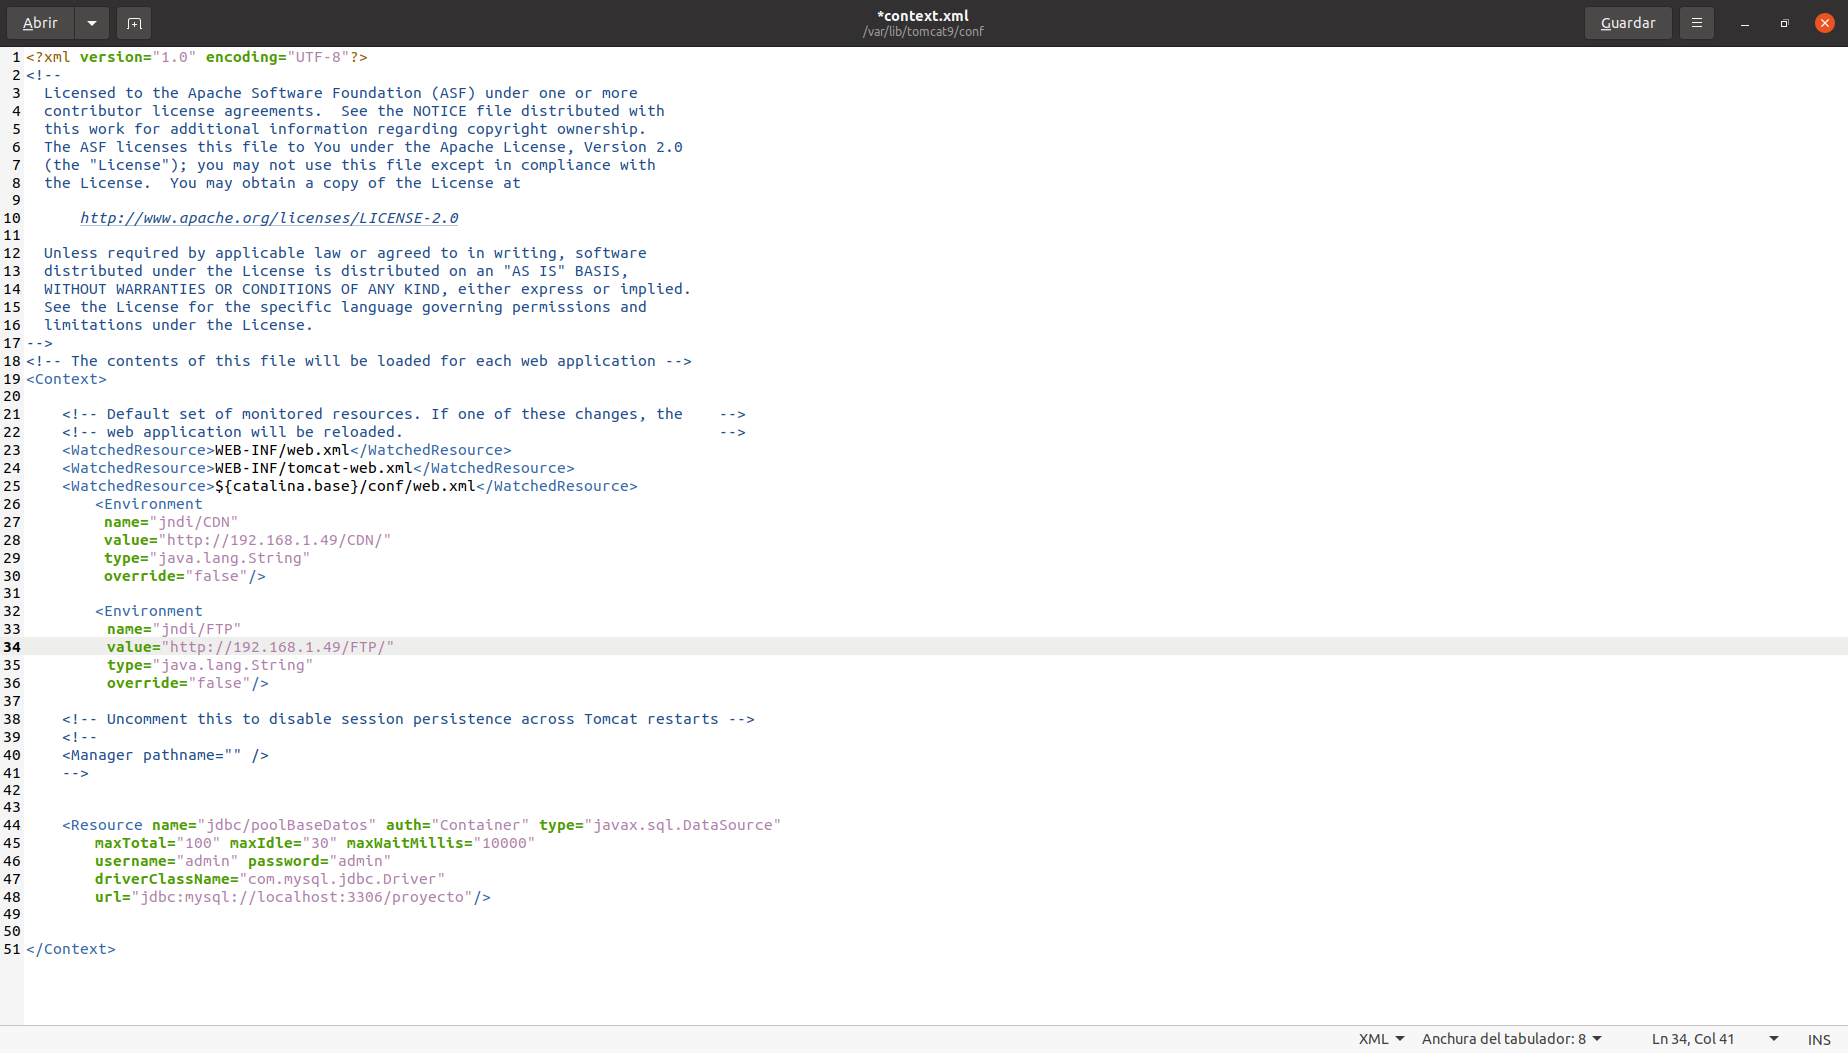 Abrir
*context.xml
/var/lib/tomcat9/conf
Guardar
1 <?xml version="1.0" encoding="UTF-8"?>
2 <!--
3   Licensed to the Apache Software Foundation (ASF) under one or more
4   contributor license agreements.  See the NOTICE file distributed with
5   this work for additional information regarding copyright ownership.
6   The ASF licenses this file to You under the Apache License, Version 2.0
7   (the "License"); you may not use this file except in compliance with
8   the License.  You may obtain a copy of the License at
9
10       http://www.apache.org/licenses/LICENSE-2.0
11
12   Unless required by applicable law or agreed to in writing, software
13   distributed under the License is distributed on an "AS IS" BASIS,
14   WITHOUT WARRANTIES OR CONDITIONS OF ANY KIND, either express or implied.
15   See the License for the specific language governing permissions and
16   limitations under the License.
17 -->
18 <!-- The contents of this file will be loaded for each web application -->
19 <Context>
20
21     <!-- Default set of monitored resources. If one of these changes, the    -->
22     <!-- web application will be reloaded.                                   -->
23     <WatchedResource>WEB-INF/web.xml</WatchedResource>
24     <WatchedResource>WEB-INF/tomcat-web.xml</WatchedResource>
25     <WatchedResource>${catalina.base}/conf/web.xml</WatchedResource>
26         <Environment
27          name="jndi/CDN"
28          value="http://192.168.1.49/CDN/"
29          type="java.lang.String"
30          override="false"/>
31
32         <Environment
33          name="jndi/FTP"
34          value="http://192.168.1.49/FTP/"
35          type="java.lang.String"
36          override="false"/>
37
38     <!-- Uncomment this to disable session persistence across Tomcat restarts -->
39     <!--
40     <Manager pathname="" />
41     -->
42
43
44     <Resource name="jdbc/poolBaseDatos" auth="Container" type="javax.sql.DataSource"
45         maxTotal="100" maxIdle="30" maxWaitMillis="10000"
46         username="admin" password="admin"
47         driverClassName="com.mysql.jdbc.Driver"
48         url="jdbc:mysql://localhost:3306/proyecto"/>
49
50
51 </Context>
XML Anchura del tabulador: 8 Ln 34, Col 41 INS